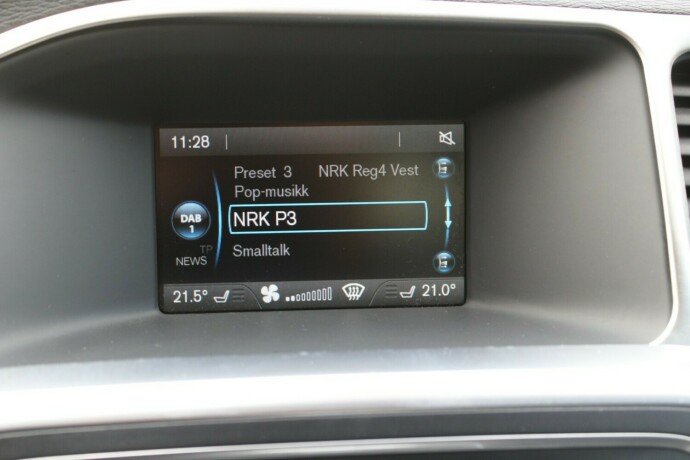 11:28
Preset 3 NRK Reg4 Vest
Pop-musikk
DAB
1
NRK P3
TP
NEWS
Smalltalk
21.5° 21.0°